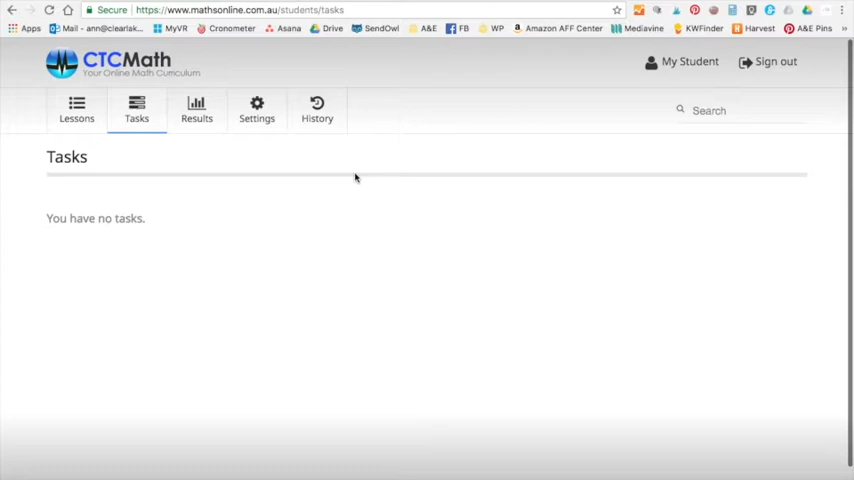 Secure https://www.mathsonline.com.au/students/tasks
Apps Mail - ann@clearlak... MyVR Cronometer Asana Drive SendOwl A&E FB WP Amazon AFF Center Mediavine KWFinder Harvest A&E Pins »
CTCMath
Your Online Math Curriculum
My Student Sign out
Lessons Tasks Results Settings History
Search
Tasks
You have no tasks.